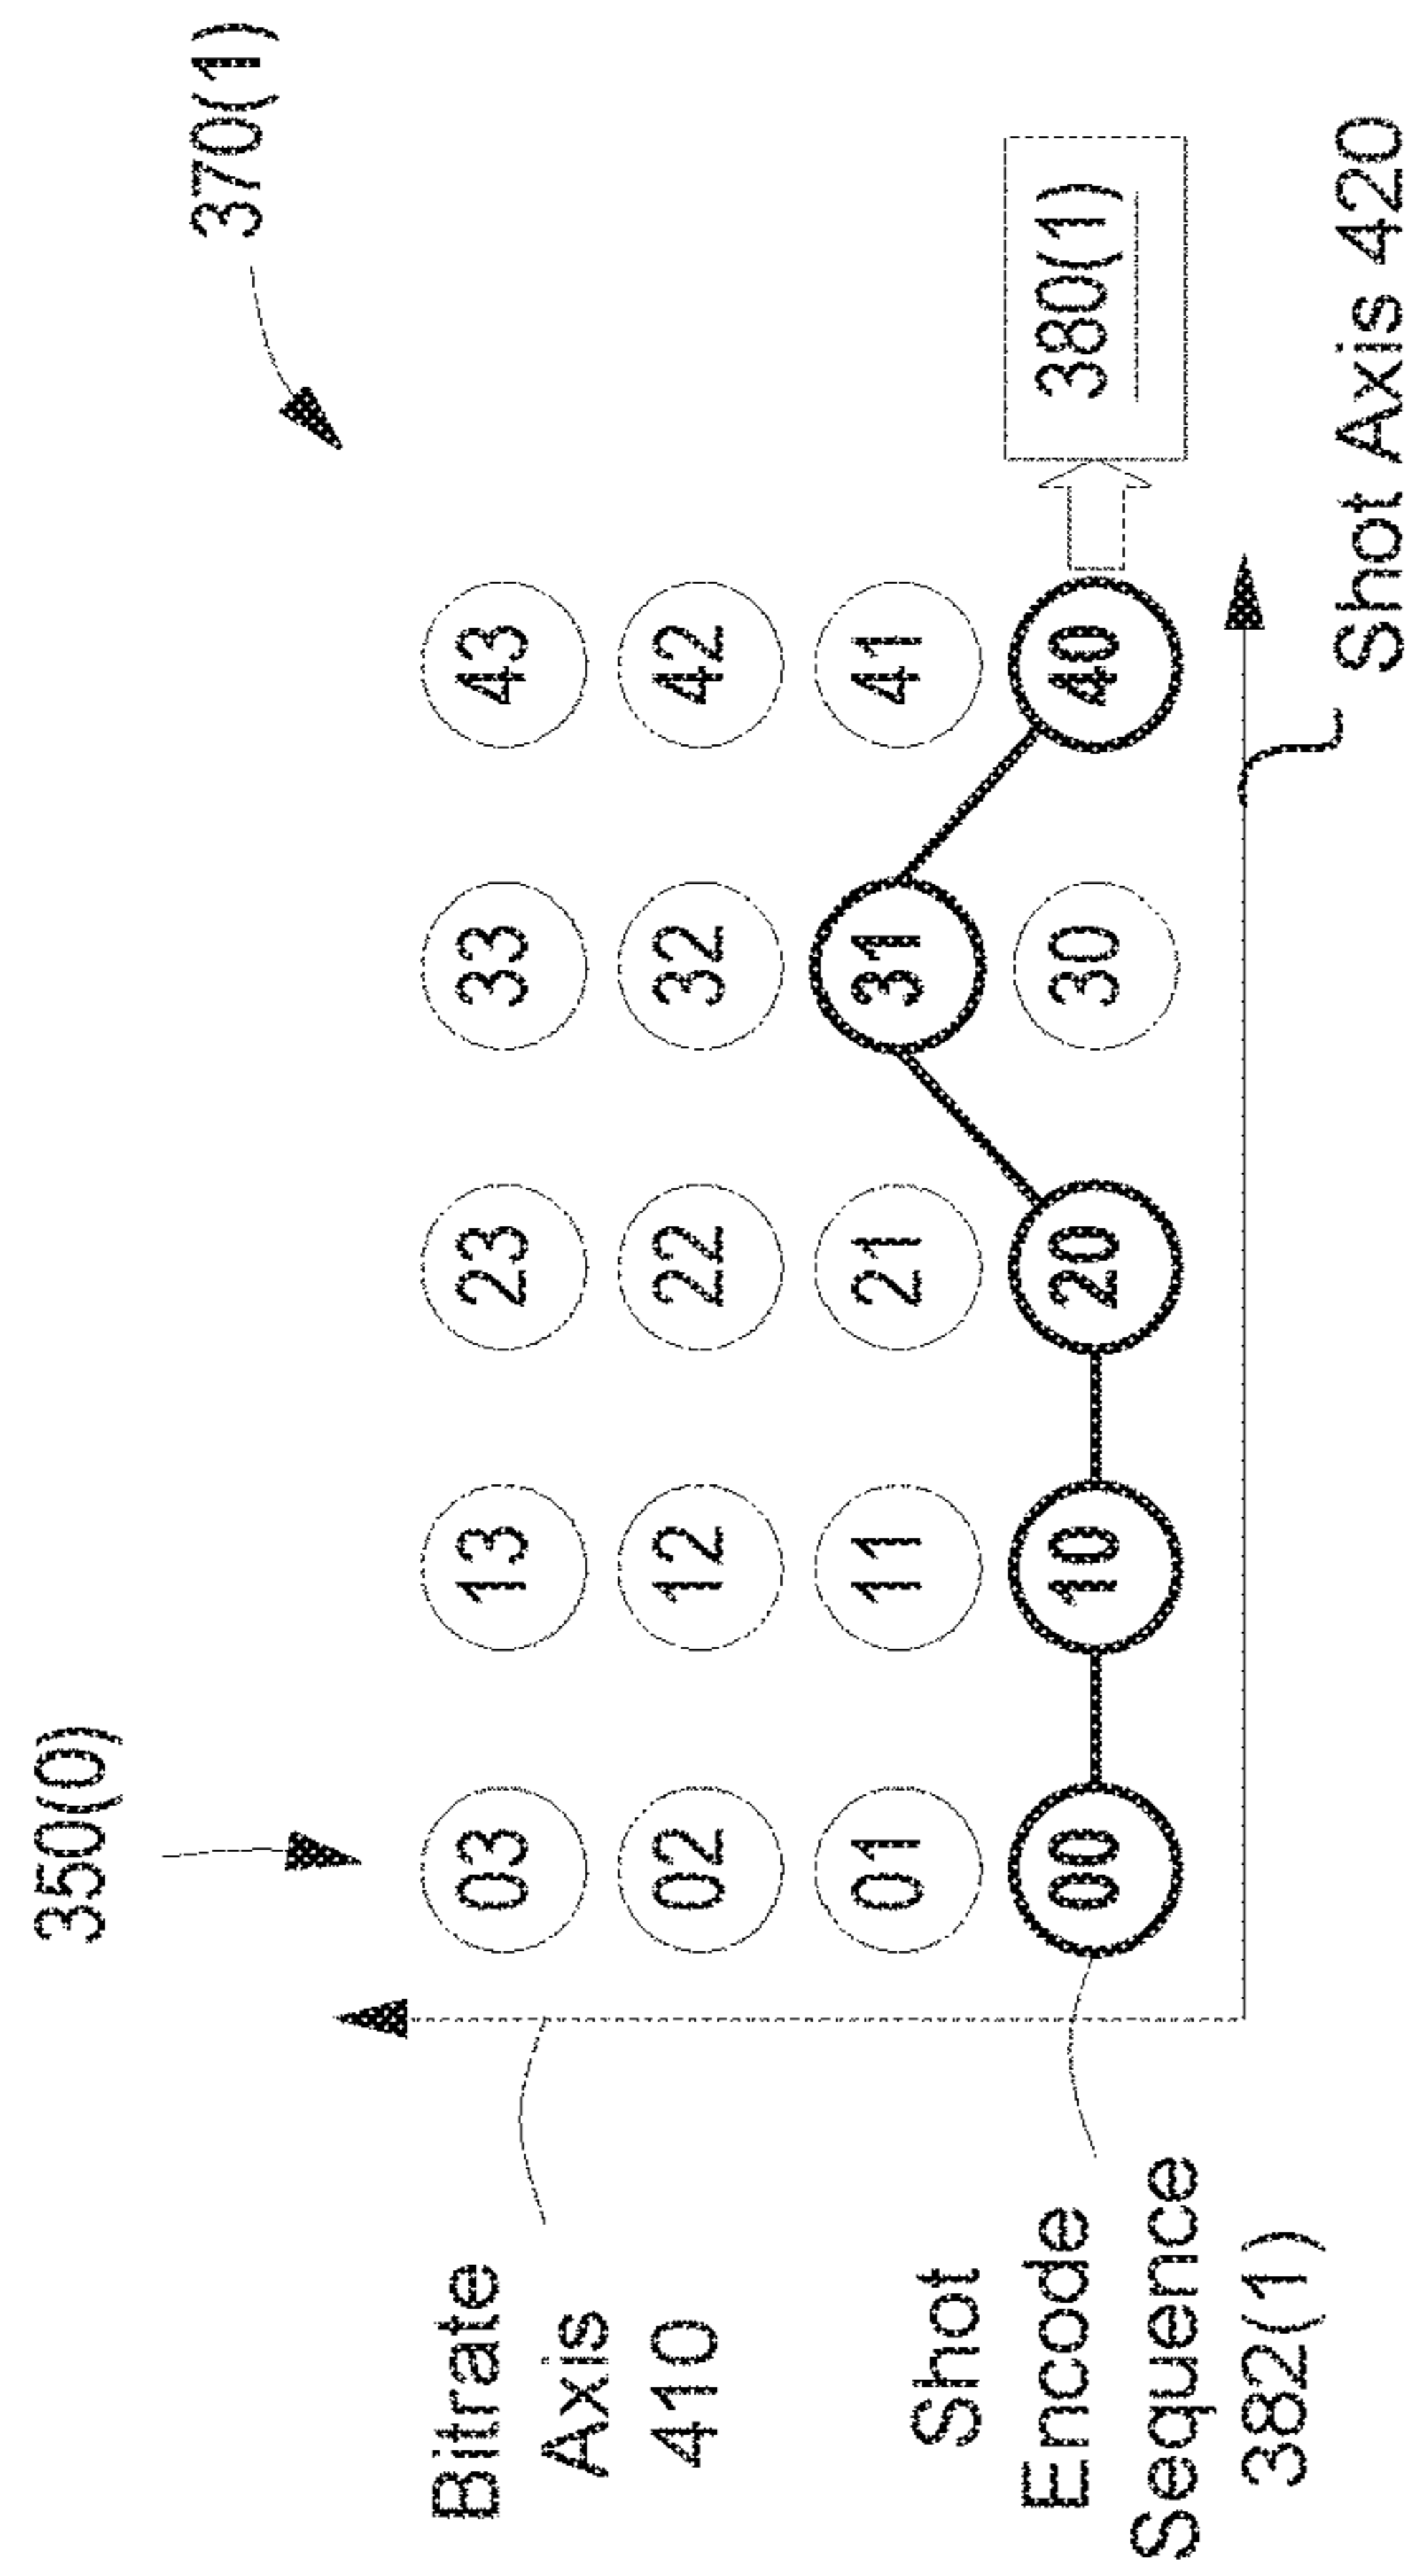 350(0)
370(1)
03 13 23 33 43
02 12 22 32 42
01 11 21 31 41
00 10 20 30 40
380(1)
Bitrate
Axis
410
Shot
Encode
Sequence
382(1)
Shot Axis 420